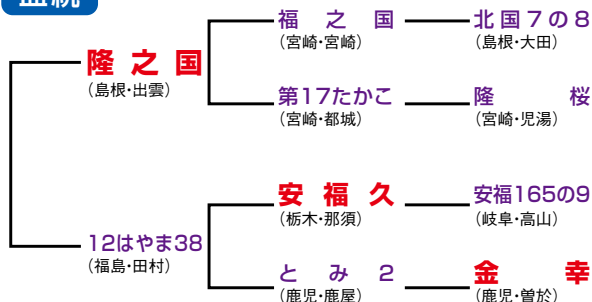 血統
福之国
(宮崎・宮崎)
北国7の8
(島根・大田)
隆之国
(島根・出雲)
第17たかこ
(宮崎・都城)
隆桜
(宮崎・児湯)
安福久
(栃木・那須)
安福165の9
(岐阜・高山)
12はやま38
(福島・田村)
とみ2
(鹿児・鹿屋)
金幸
(鹿児・曽於)